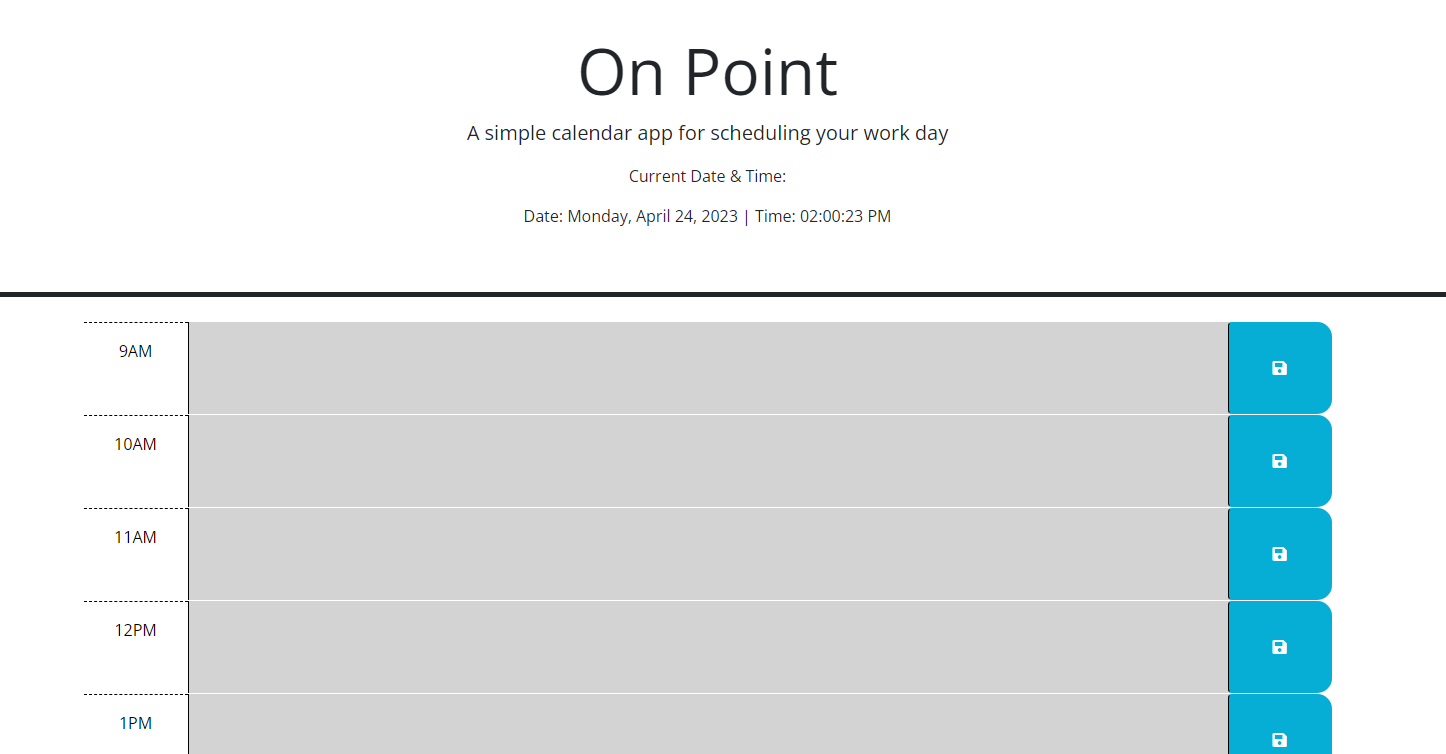 On Point
A simple calendar app for scheduling your work day
Current Date & Time:
Date: Monday, April 24, 2023 | Time: 02:00:23 PM
9AM
10AM
11AM
12PM
1PM